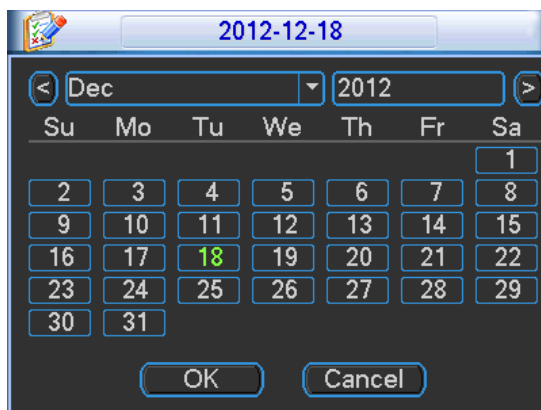 2012-12-18
< Dec 2012 >
Su Mo Tu We Th Fr Sa
1
2 3 4 5 6 7 8
9 10 11 12 13 14 15
16 17 18 19 20 21 22
23 24 25 26 27 28 29
30 31
OK Cancel